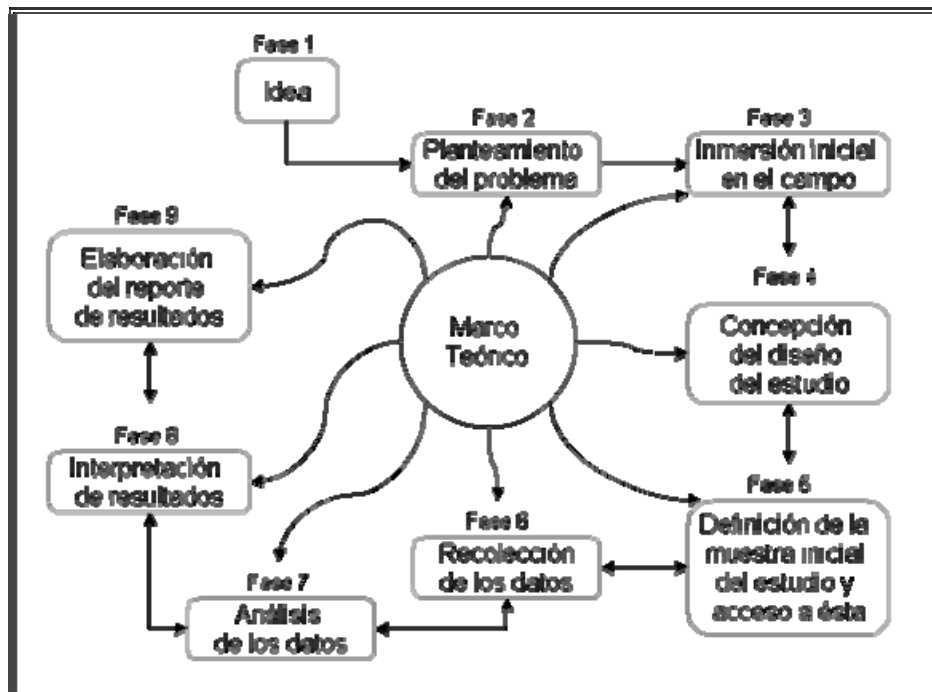 Fase 1
Idea
Fase 2
Planteamiento
del problema
Fase 3
Inmersión inicial
en el campo
Fase 4
Concepción
del diseño
del estudio
Fase 5
Definición de la
muestra inicial
del estudio y
acceso a ésta
Fase 6
Recolección
de los datos
Fase 7
Análisis
de los datos
Fase 8
Interpretación
de resultados
Fase 9
Elaboración
del reporte
de resultados
Marco
Teórico